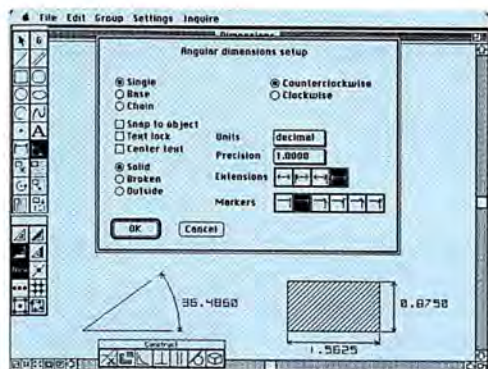 File Edit Group Settings Inquire
Dimensions
Angular dimensions setup
Single
Base
Chain
Counterclockwise
Clockwise
Snap to object
Text lock
Center text
Units decimal
Precision 1.0000
Solid
Broken
Outside
Extensions
Markers
OK Cancel
A
New
36.4860
0.8750
1.5625
Construct